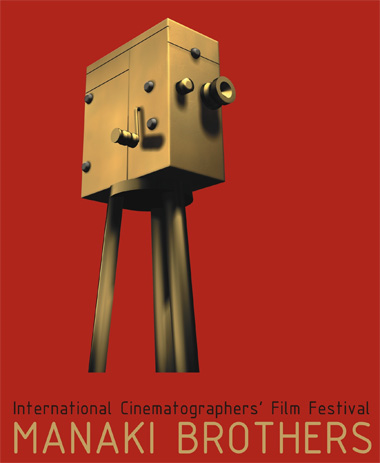 International Cinematographers' Film Festival
MANAKI BROTHERS